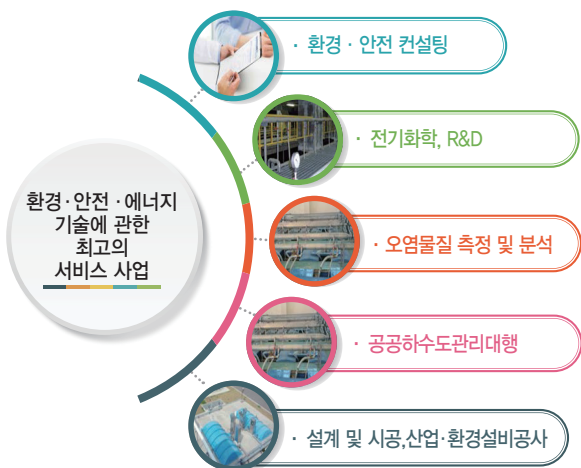 환경·안전·에너지
기술에 관한
최고의
서비스 사업
· 환경·안전 컨설팅
· 전기화학, R&D
· 오염물질 측정 및 분석
· 공공하수도관리대행
· 설계 및 시공,산업·환경설비공사